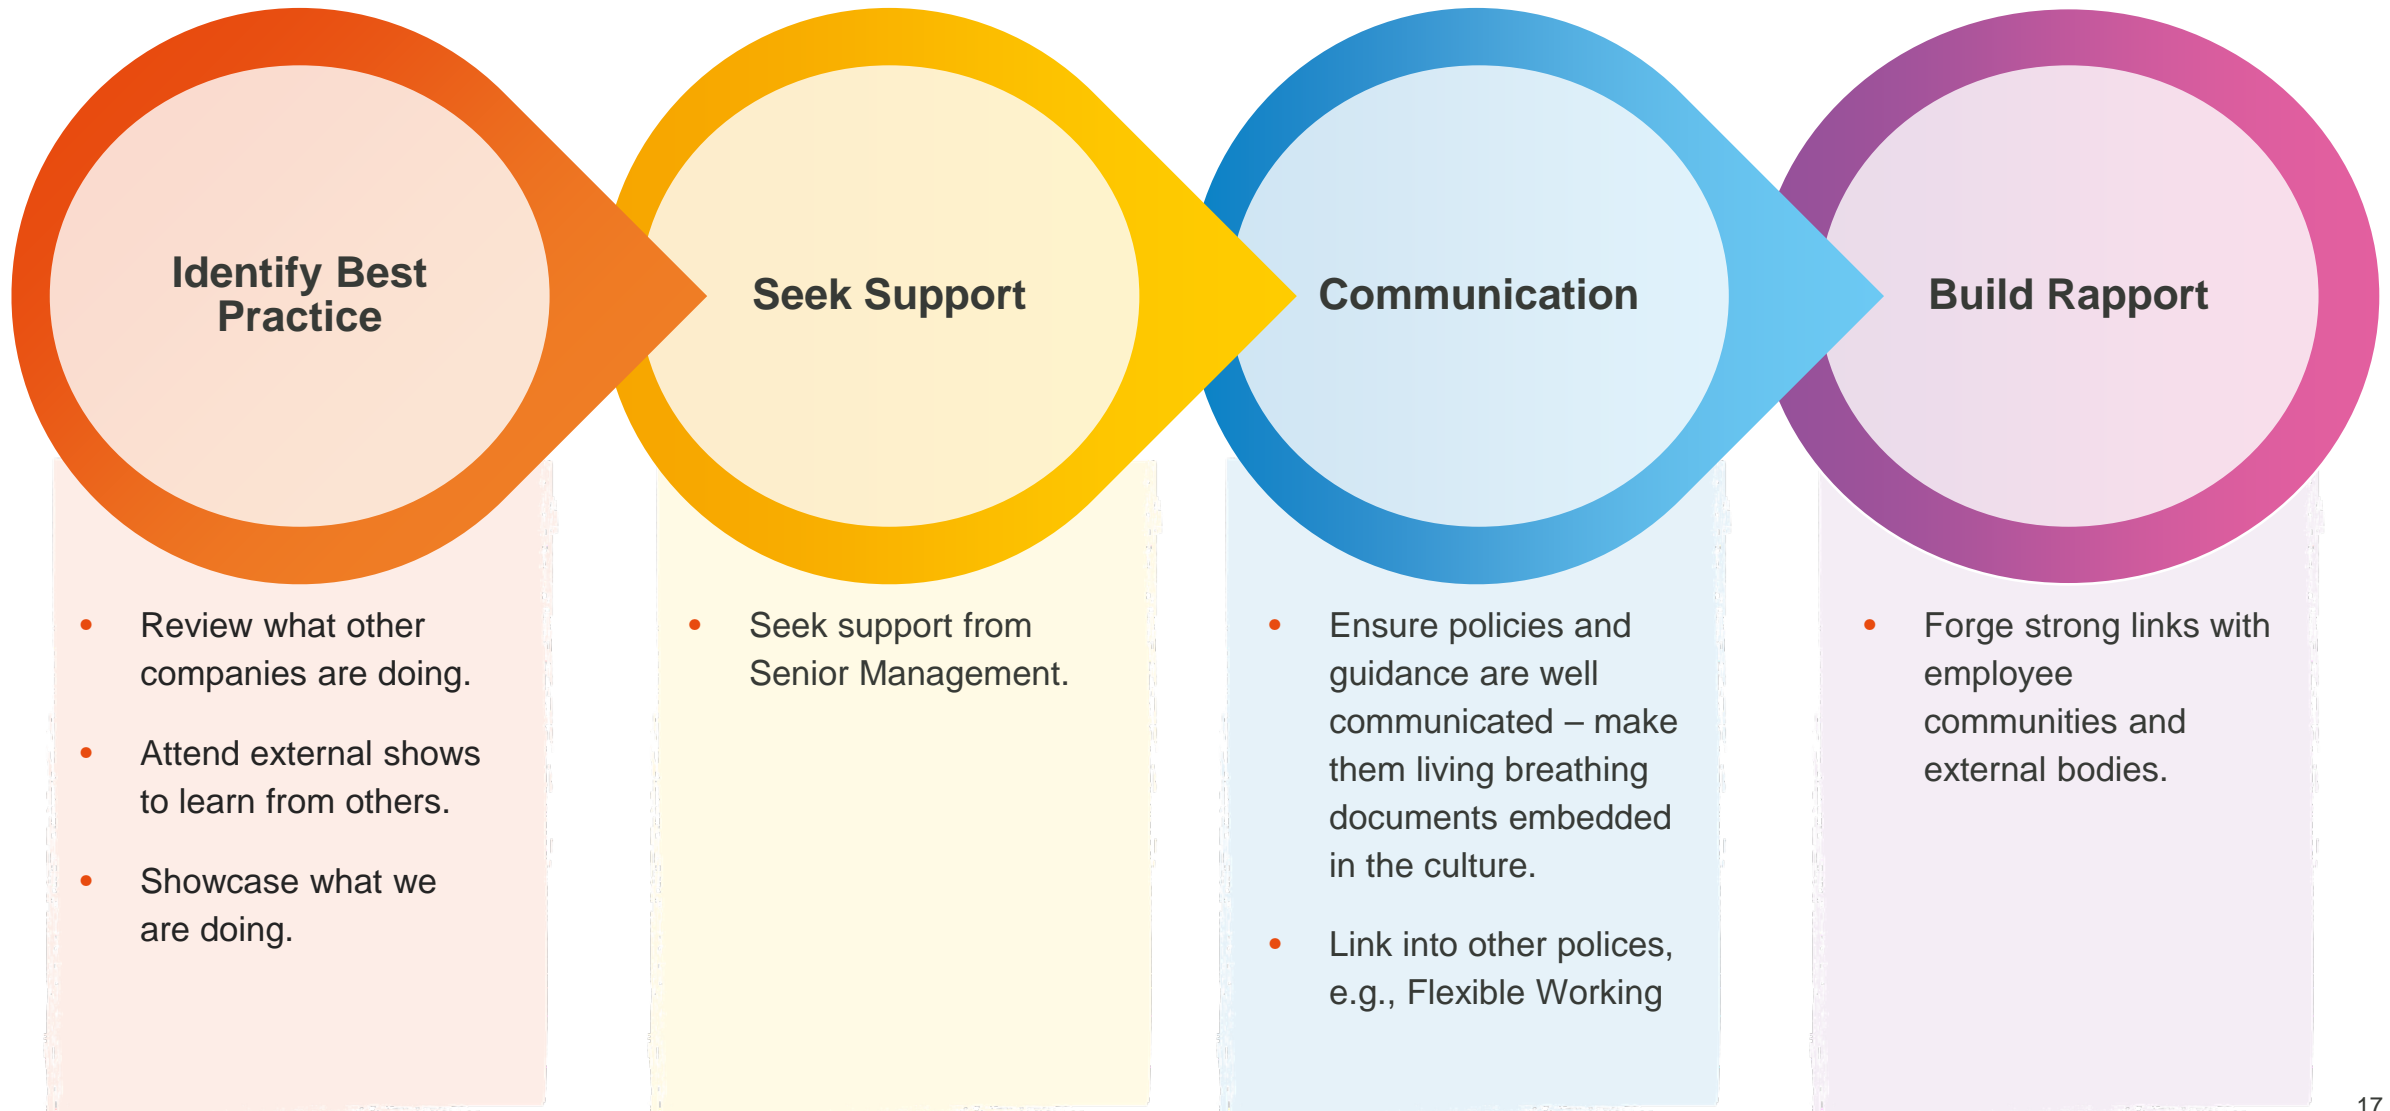 Identify Best
Practice
Seek Support
Communication
Build Rapport
• Review what other
companies are doing.
• Attend external shows
to learn from others.
• Showcase what we
are doing.
• Seek support from
Senior Management.
• Ensure policies and
guidance are well
communicated – make
them living breathing
documents embedded
in the culture.
• Link into other polices,
e.g., Flexible Working
• Forge strong links with
employee
communities and
external bodies.
17